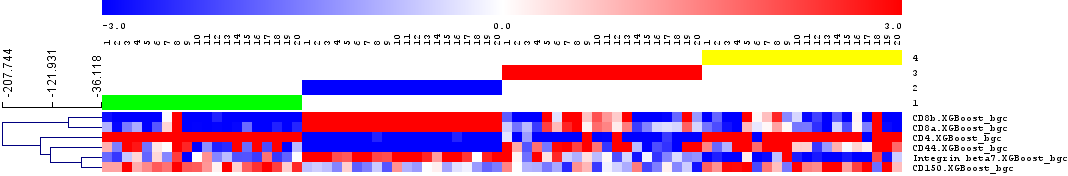 -3.0 0.0 3.0
1 2 3 4 5 6 7 8 9 10 11 12 13 14 15 16 17 18 19 20 1 2 3 4 5 6 7 8 9 10 11 12 13 14 15 16 17 18 19 20 1 2 3 4 5 6 7 8 9 10 11 12 13 14 15 16 17 18 19 20 1 2 3 4 5 6 7 8 9 10 11 12 13 14 15 16 17 18 19 20
-207.744 -121.931 -36.118
4
3
2
1
CD8b.XGBoost_bgc
CD8a.XGBoost_bgc
CD4.XGBoost_bgc
CD44.XGBoost_bgc
Integrin beta7.XGBoost_bgc
CD150.XGBoost_bgc